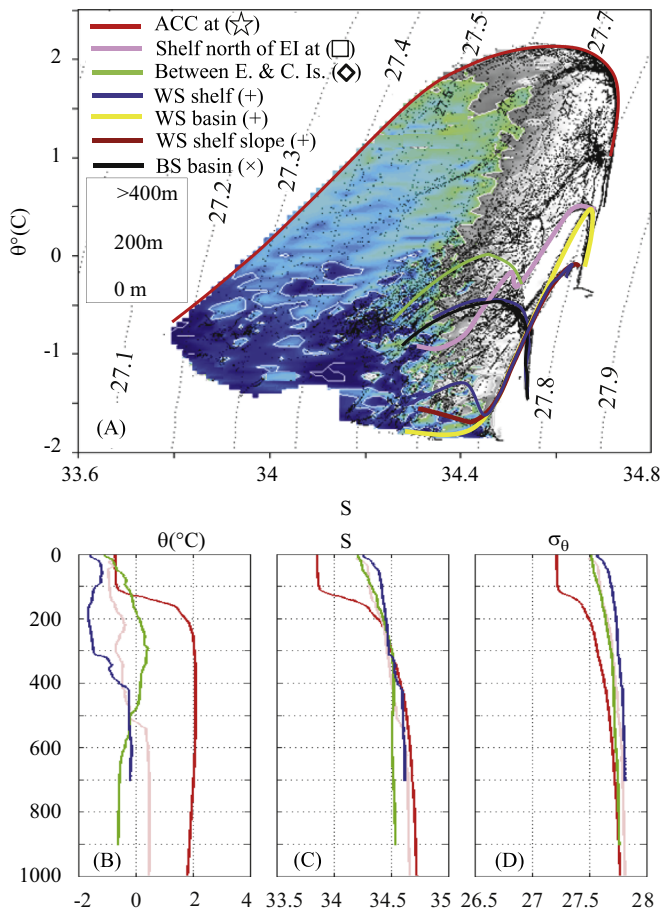 ACC at (☆)
Shelf north of EI at (□)
Between E. & C. Is. (◇)
WS shelf (+)
WS basin (+)
WS shelf slope (+)
BS basin (×)
>400m
200m
0 m
27.1
27.2
27.3
27.4
27.5
27.6
27.7
27.8
27.9
2
1
0
-1
-2
θ°(C)
(A)
33.6
34
34.4
34.8
S
θ(°C)
S
σθ
0
200
400
600
800
1000
(B)
(C)
(D)
-2
0
2
4
33.5
34
34.5
35
26.5
27
27.5
28